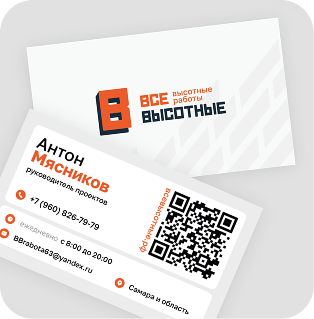 ВСЕ высотные
работы
ВЫСОТНЫЕ
Антон
Мясников
Руководитель проектов
+7 (960) 826-79-79
ежедневно с 8:00 до 20:00
BBrabota63@yandex.ru
Самара и область
всевысотные.рф